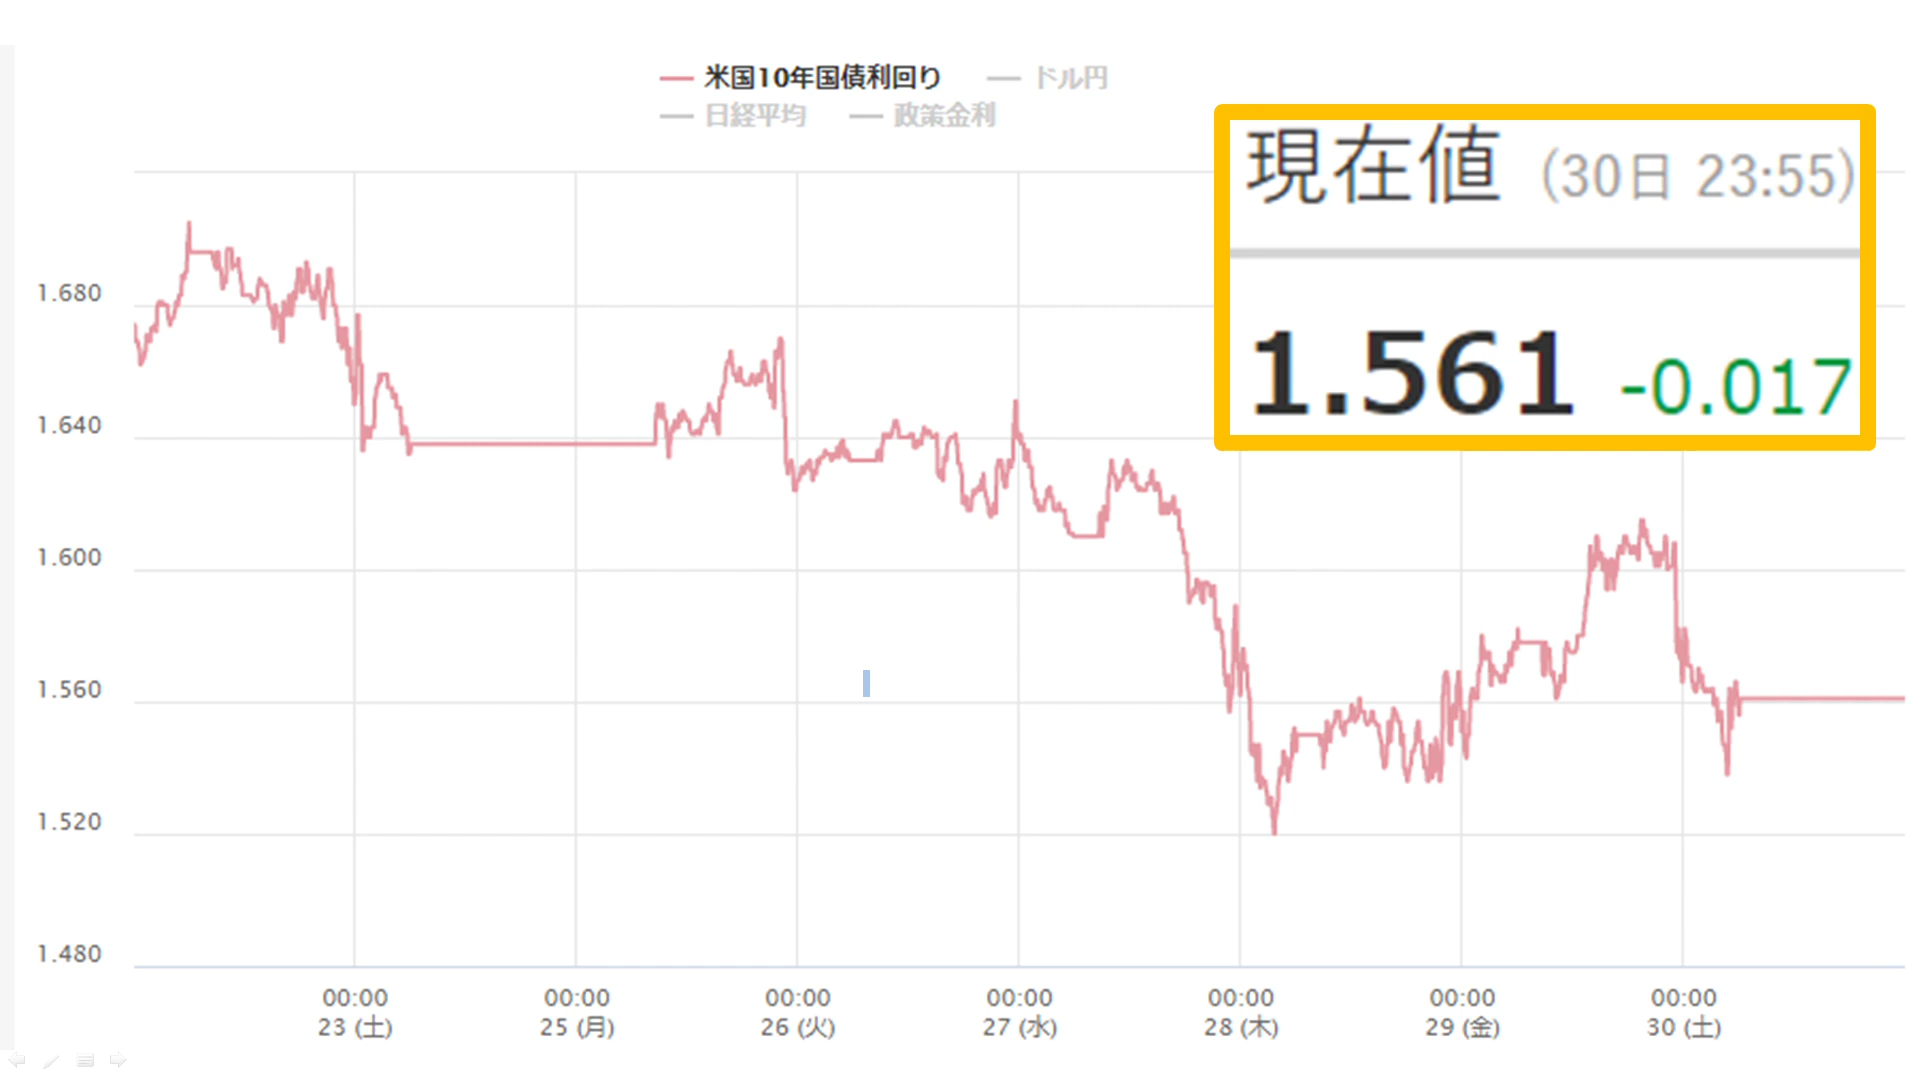 米国10年国債利回り ドル円
日経平均 政策金利
現在値 (30日 23:55)
1.561 -0.017
1.680
1.640
1.600
1.560
1.520
1.480
00:00 00:00 00:00 00:00 00:00 00:00 00:00
23 (土) 25 (月) 26 (火) 27 (水) 28 (木) 29 (金) 30 (土)